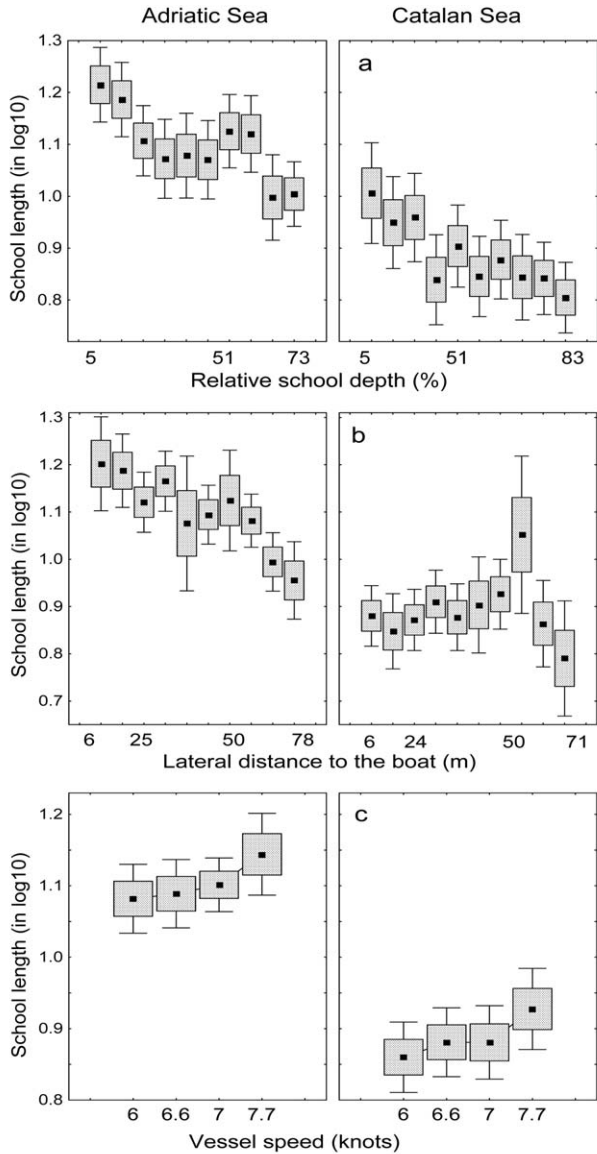 Adriatic Sea Catalan Sea
a
School length (in log10)
1.3
1.2
1.1
1.0
0.9
0.8
5 51 73 5 51 83
Relative school depth (%)
b
School length (in log10)
1.3
1.2
1.1
1.0
0.9
0.8
0.7
6 25 50 78 6 24 50 71
Lateral distance to the boat (m)
c
School length (in log10)
1.2
1.1
1.0
0.9
0.8
6 6.6 7 7.7 6 6.6 7 7.7
Vessel speed (knots)